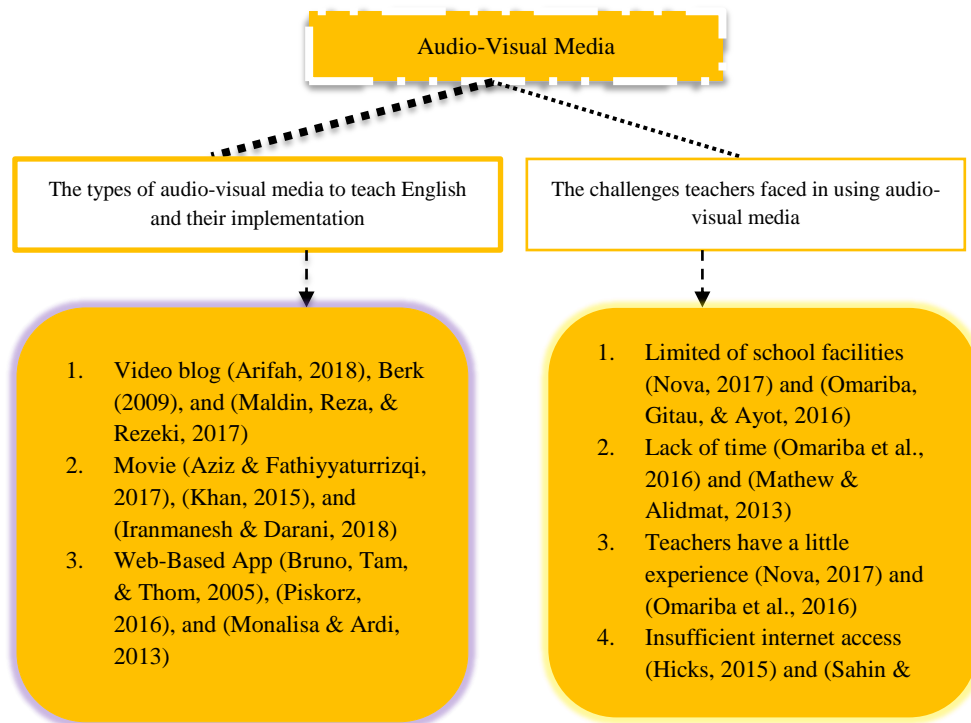 Audio-Visual Media
The types of audio-visual media to teach English
and their implementation
The challenges teachers faced in using audio-
visual media
1. Video blog (Arifah, 2018), Berk
(2009), and (Maldin, Reza, &
Rezeki, 2017)
2. Movie (Aziz & Fathiyyaturrizqi,
2017), (Khan, 2015), and
(Iranmanesh & Darani, 2018)
3. Web-Based App (Bruno, Tam,
& Thom, 2005), (Piskorz,
2016), and (Monalisa & Ardi,
2013)
1. Limited of school facilities
(Nova, 2017) and (Omariba,
Gitau, & Ayot, 2016)
2. Lack of time (Omariba et al.,
2016) and (Mathew &
Alidmat, 2013)
3. Teachers have a little
experience (Nova, 2017) and
(Omariba et al., 2016)
4. Insufficient internet access
(Hicks, 2015) and (Sahin &